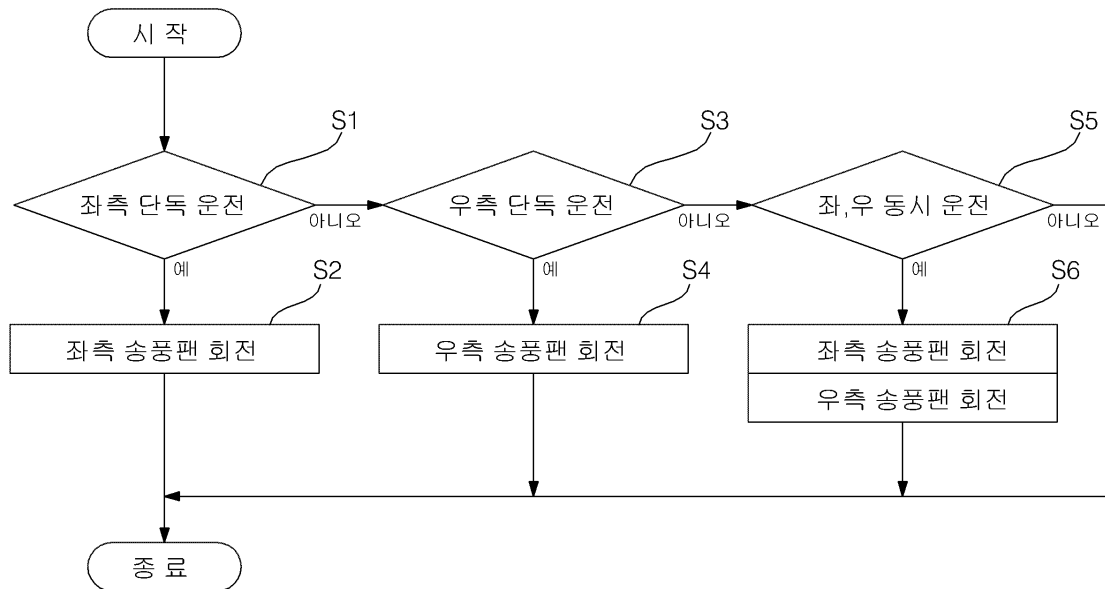 시 작
S1
S3
S5
좌측 단독 운전
아니오
우측 단독 운전
아니오
좌,우 동시 운전
아니오
예
예
예
S2
S4
S6
좌측 송풍팬 회전
우측 송풍팬 회전
좌측 송풍팬 회전
우측 송풍팬 회전
종 료